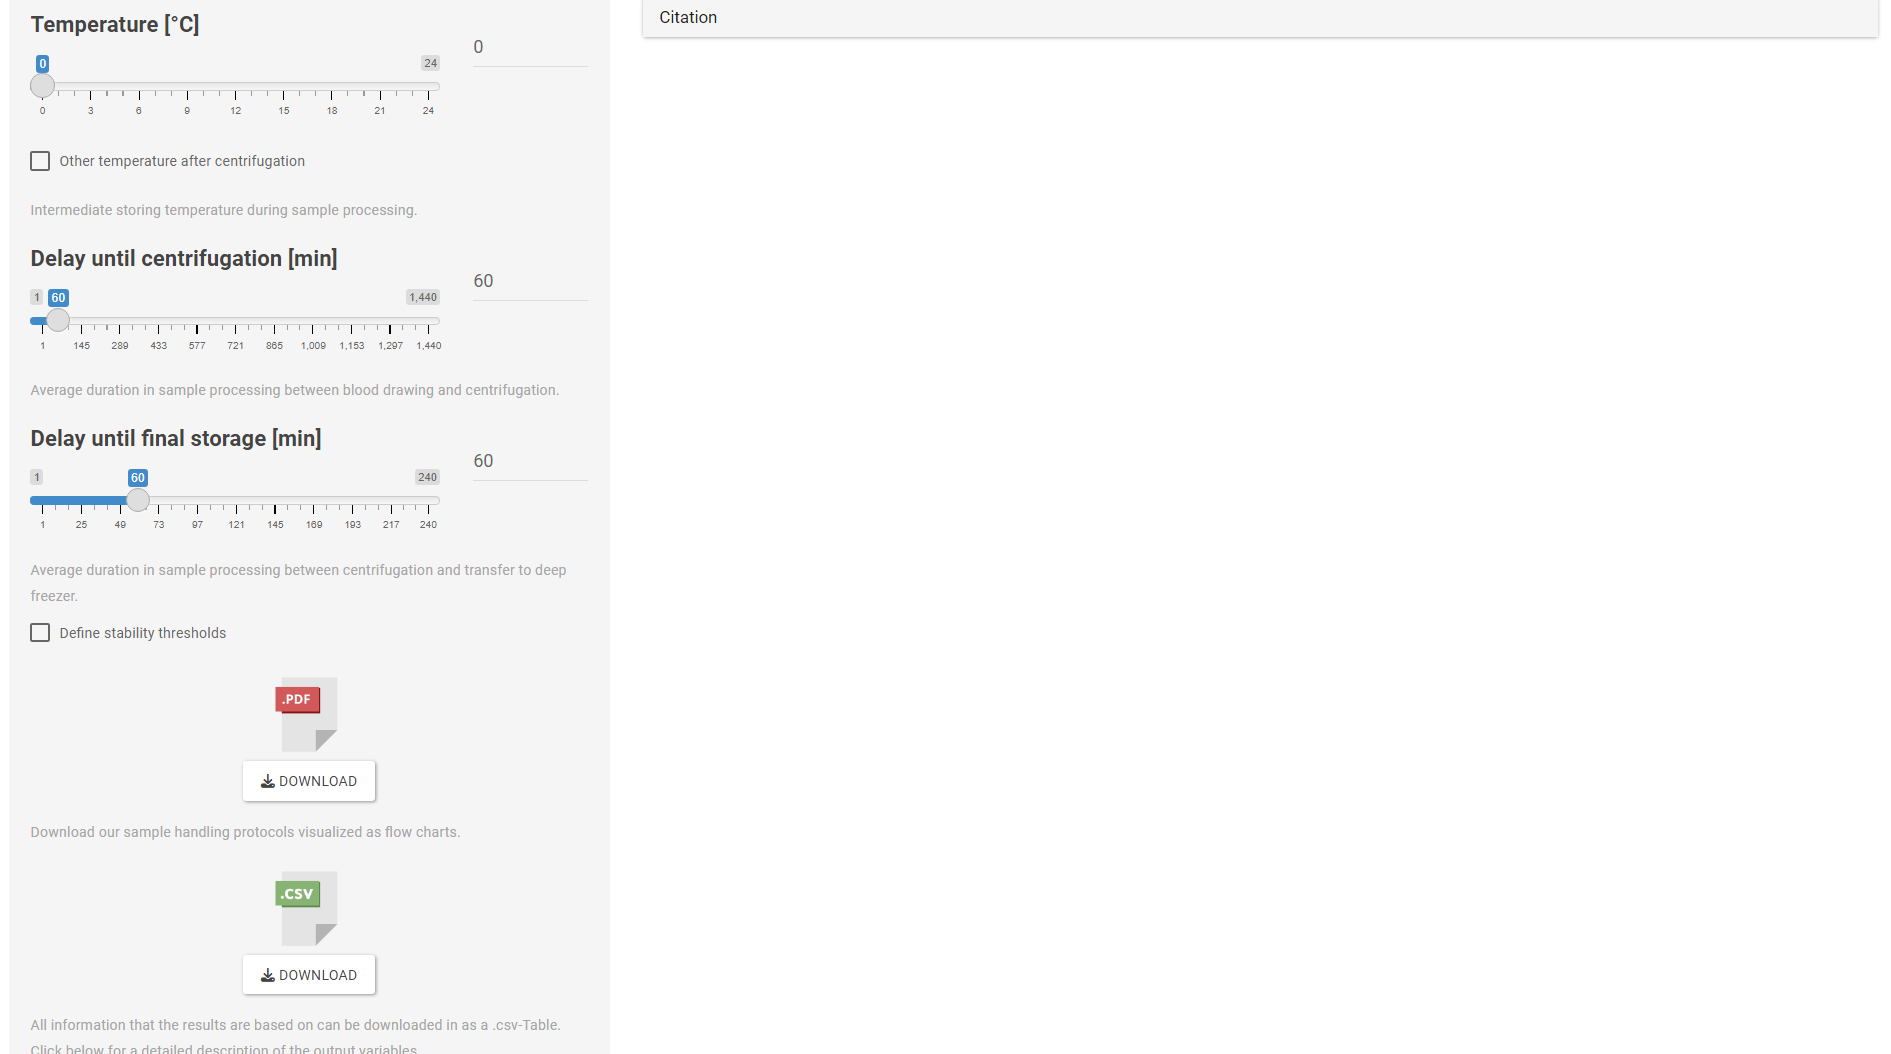 Temperature [°C]
0
0
24
0 3 6 9 12 15 18 21 24
Other temperature after centrifugation
Intermediate storing temperature during sample processing.
Delay until centrifugation [min]
60
1 60 1,440
1 145 289 433 577 721 865 1,009 1,153 1,297 1,440
Average duration in sample processing between blood drawing and centrifugation.
Delay until final storage [min]
60
1 60 240
1 25 49 73 97 121 145 169 193 217 240
Average duration in sample processing between centrifugation and transfer to deep
freezer.
Define stability thresholds
.PDF
DOWNLOAD
Download our sample handling protocols visualized as flow charts.
.CSV
DOWNLOAD
All information that the results are based on can be downloaded in as a .csv-Table.
Click below for a detailed description of the output variables
Citation